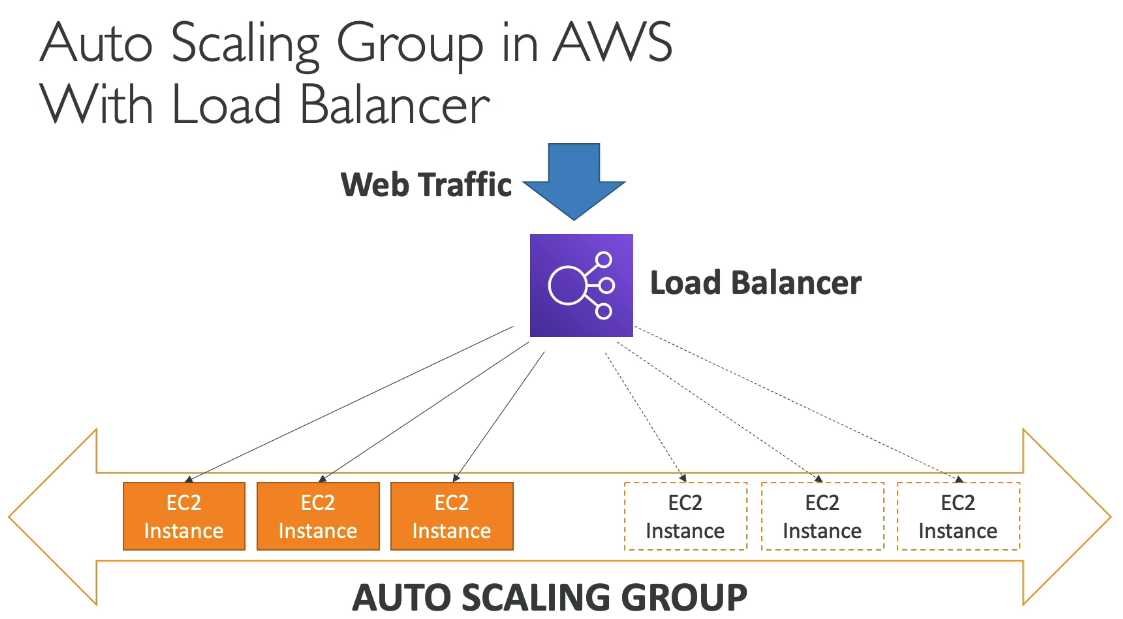 Auto Scaling Group in AWS
With Load Balancer
Web Traffic
Load Balancer
EC2
Instance
EC2
Instance
EC2
Instance
EC2
Instance
EC2
Instance
EC2
Instance
AUTO SCALING GROUP